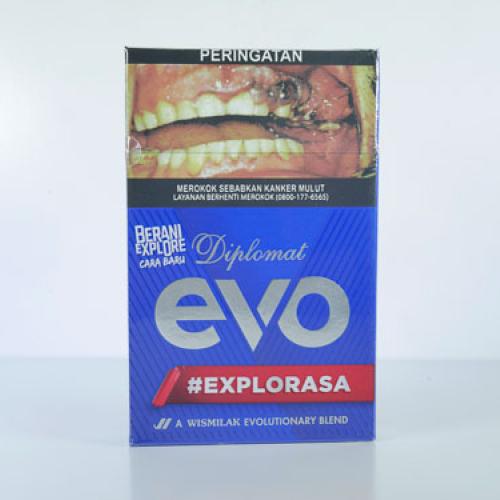 PERINGATAN
MEROKOK SEBABKAN KANKER MULUT
LAYANAN BERHENTI MEROKOK (0800-177-6565)
BERANI
EXPLORE
CARA BARU
Diplomat
evo
#EXPLORASA
A WISMILAK EVOLUTIONARY BLEND